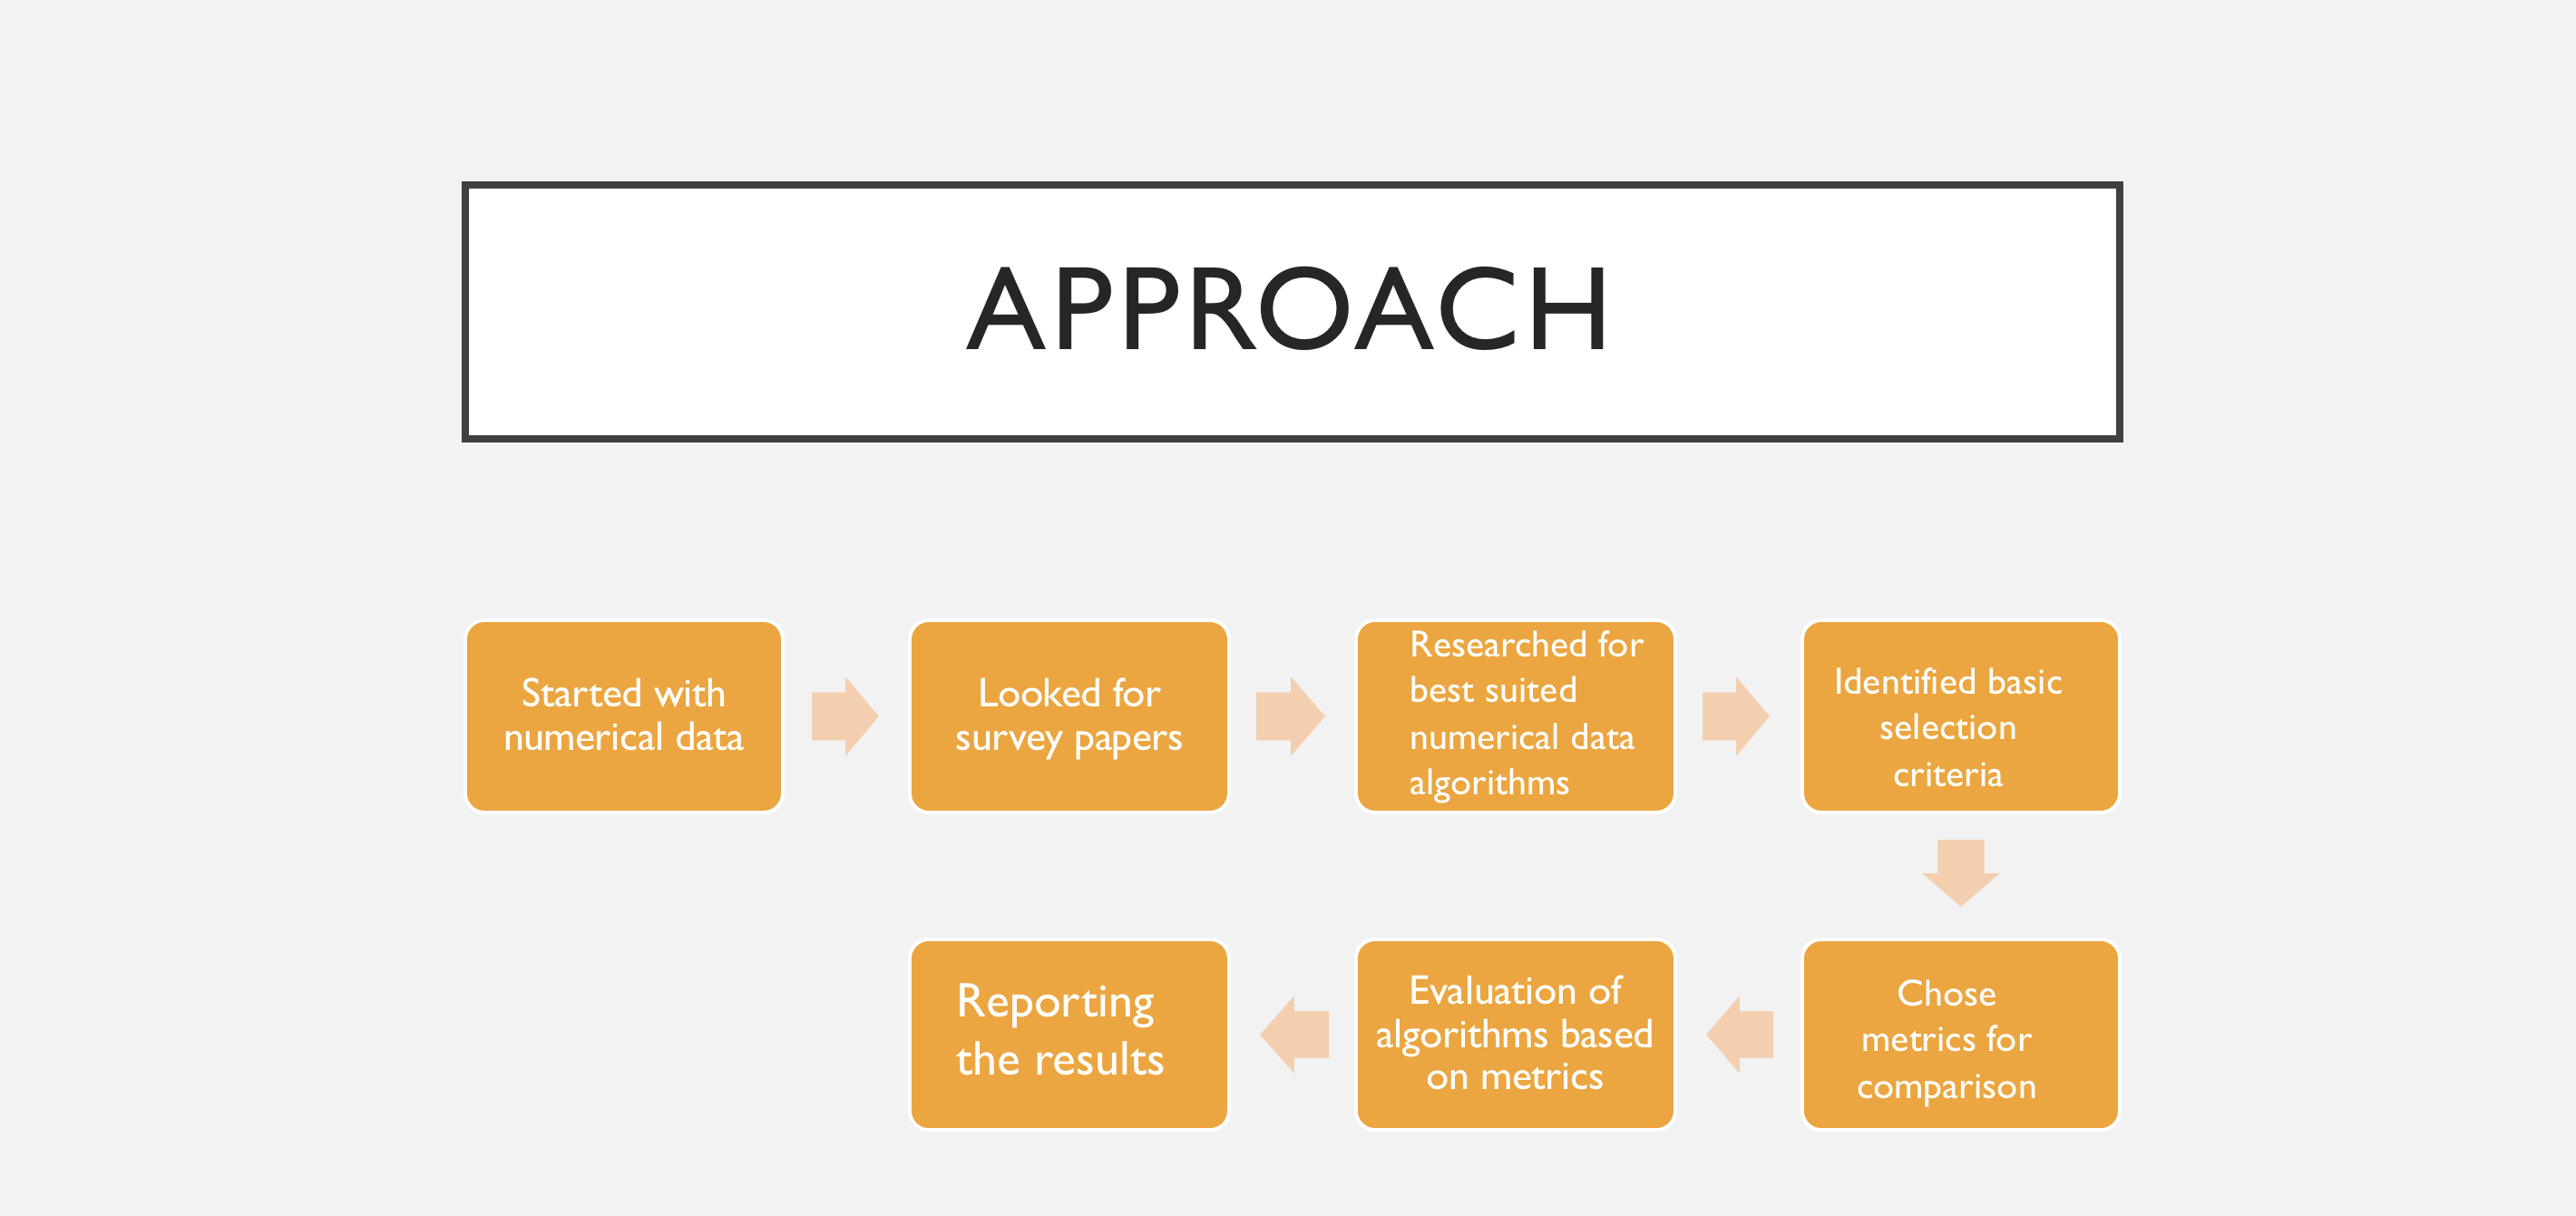 APPROACH
Started with
numerical data
Looked for
survey papers
Researched for
best suited
numerical data
algorithms
Identified basic
selection
criteria
Chose
metrics for
comparison
Evaluation of
algorithms based
on metrics
Reporting
the results